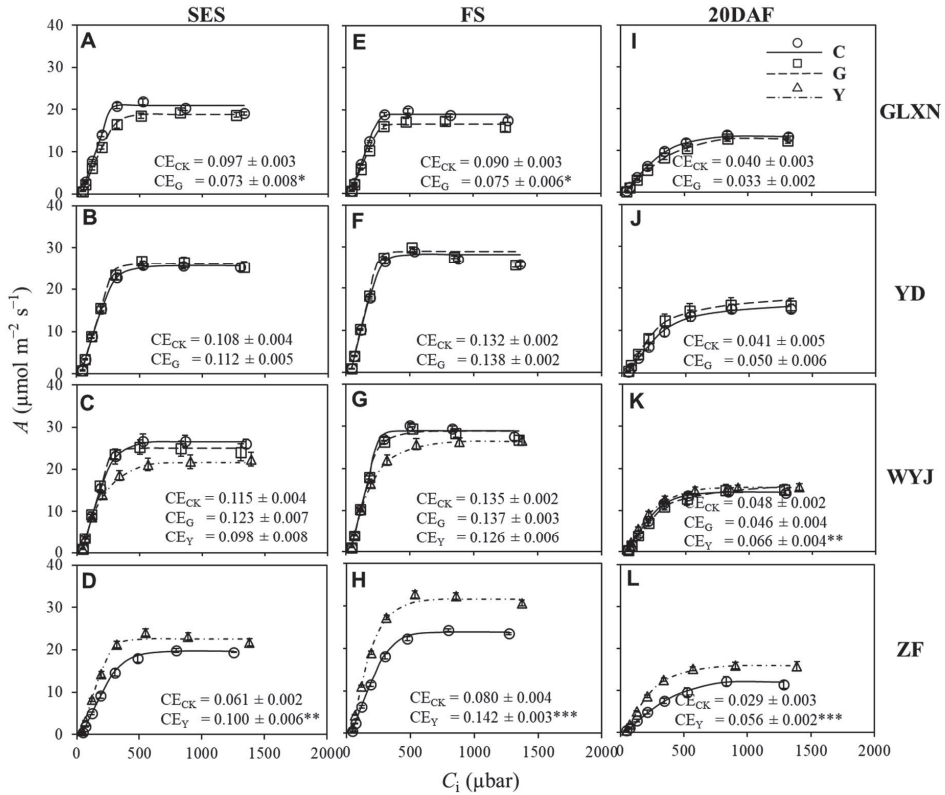 SES FS 20DAF
A
40
30
20
10
0
CE_CK = 0.097 ± 0.003
CE_G = 0.073 ± 0.008*
E
CE_CK = 0.090 ± 0.003
CE_G = 0.075 ± 0.006*
I
C
G
Y
CE_CK = 0.040 ± 0.003
CE_G = 0.033 ± 0.002
GLXN
B
40
30
20
10
0
CE_CK = 0.108 ± 0.004
CE_G = 0.112 ± 0.005
F
CE_CK = 0.132 ± 0.002
CE_G = 0.138 ± 0.002
J
CE_CK = 0.041 ± 0.005
CE_G = 0.050 ± 0.006
YD
A (µmol m⁻² s⁻¹)
C
40
30
20
10
0
CE_CK = 0.115 ± 0.004
CE_G = 0.123 ± 0.007
CE_Y = 0.098 ± 0.008
G
CE_CK = 0.135 ± 0.002
CE_G = 0.137 ± 0.003
CE_Y = 0.126 ± 0.006
K
CE_CK = 0.048 ± 0.002
CE_G = 0.046 ± 0.004
CE_Y = 0.066 ± 0.004**
WYJ
D
40
30
20
10
0
CE_CK = 0.061 ± 0.002
CE_Y = 0.100 ± 0.006**
H
CE_CK = 0.080 ± 0.004
CE_Y = 0.142 ± 0.003***
L
CE_CK = 0.029 ± 0.003
CE_Y = 0.056 ± 0.002***
ZF
0 500 1000 1500 2000 0 500 1000 1500 2000 0 500 1000 1500 2000
C_i (µbar)